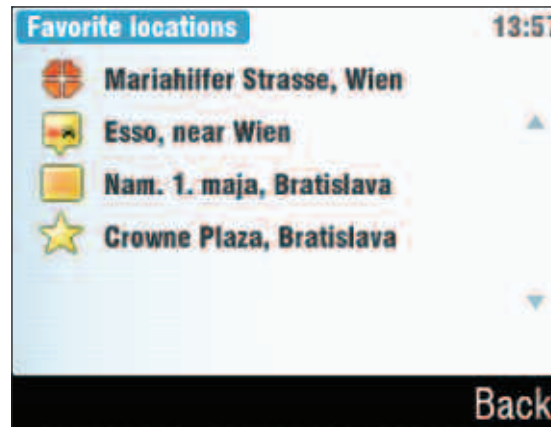 Favorite locations 13:57
Mariahilfer Strasse, Wien
Esso, near Wien
Nam. 1. maja, Bratislava
Crowne Plaza, Bratislava
Back